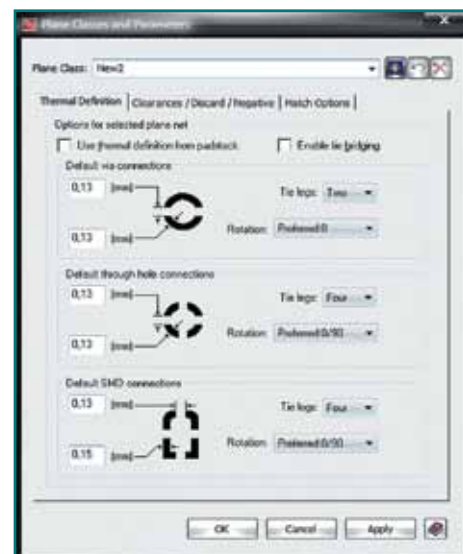 Plane Classes and Parameters
Plane Class: New2
Thermal Definition Clearances / Discard / Negative Hatch Options
Options for selected plane net
Use thermal definition from padstack Enable tie bridging
Default via connections
0,13 [mm] Tie legs: Two
0,13 [mm] Rotation: Preferred 0
Default through hole connections
0,13 [mm] Tie legs: Four
0,13 [mm] Rotation: Preferred 0/90
Default SMD connections
0,13 [mm] Tie legs: Four
0,15 [mm] Rotation: Preferred 0/90
OK Cancel Apply